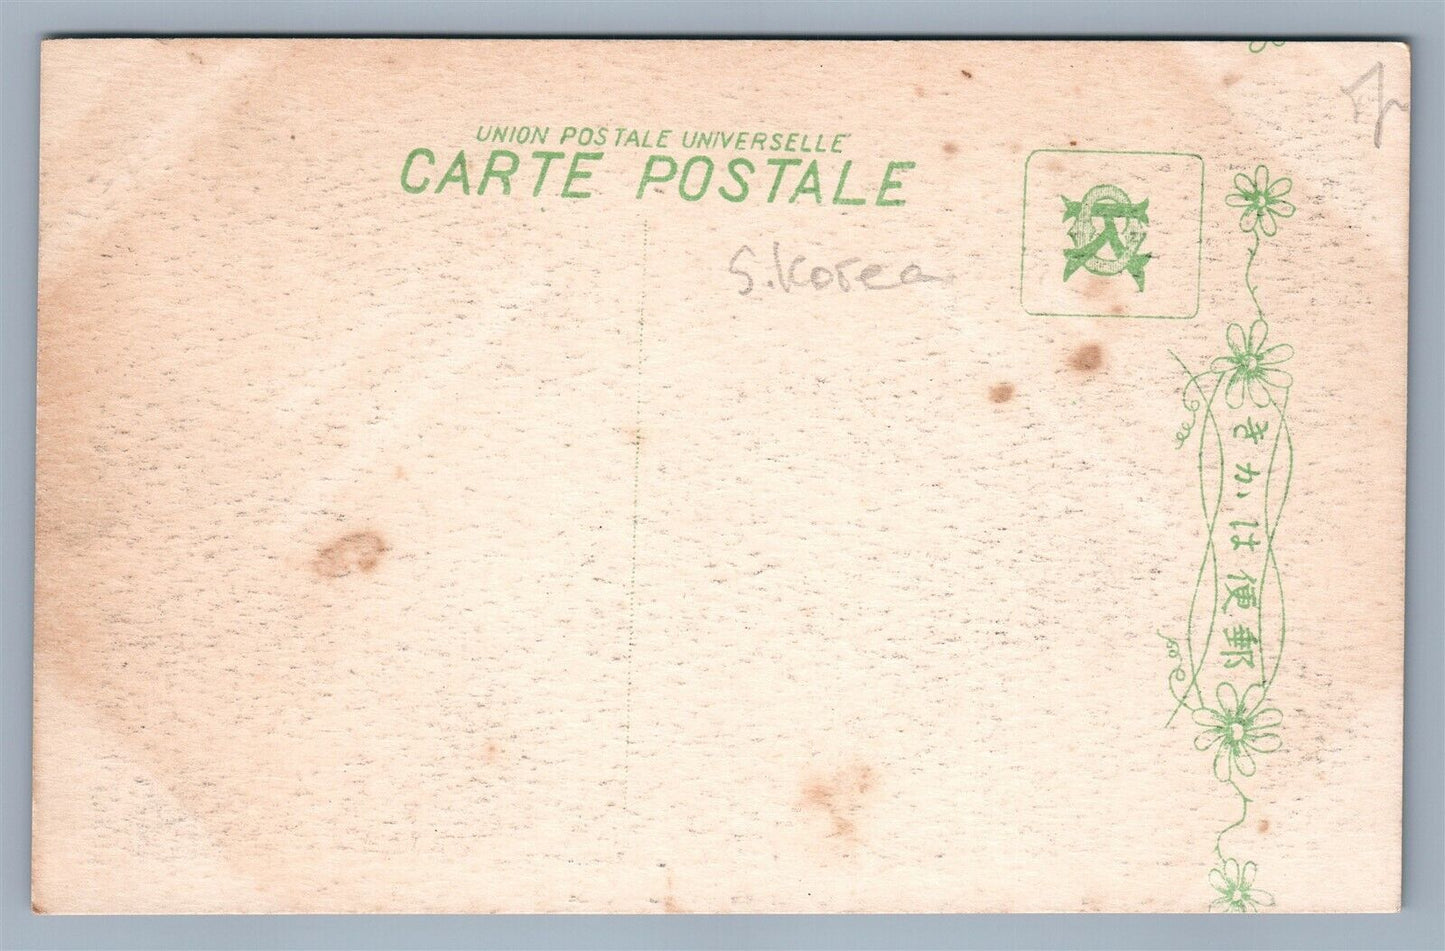 UNION POSTALE UNIVERSELLE
CARTE POSTALE
S. Korea
きかは便郵